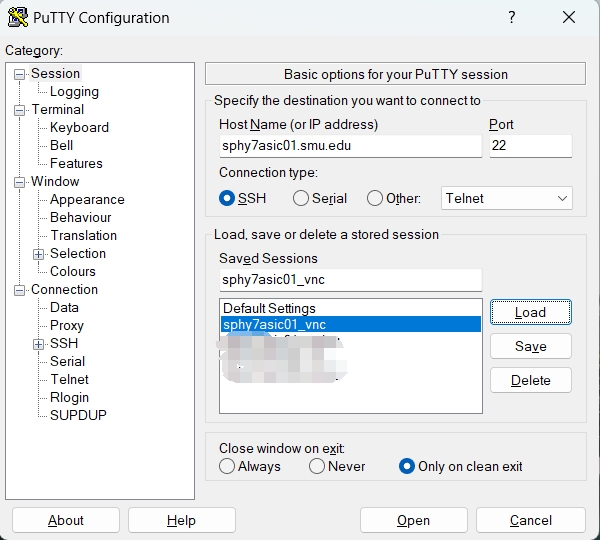 PuTTY Configuration
?
Category:
Session
Logging
Terminal
Keyboard
Bell
Features
Window
Appearance
Behaviour
Translation
Selection
Colours
Connection
Data
Proxy
SSH
Serial
Telnet
Rlogin
SUPDUP
Basic options for your PuTTY session
Specify the destination you want to connect to
Host Name (or IP address) Port
sphy7asic01.smu.edu 22
Connection type:
SSH Serial Other: Telnet
Load, save or delete a stored session
Saved Sessions
sphy7asic01_vnc
Default Settings
sphy7asic01_vnc
Load
Save
Delete
Close window on exit:
Always Never Only on clean exit
About Help Open Cancel